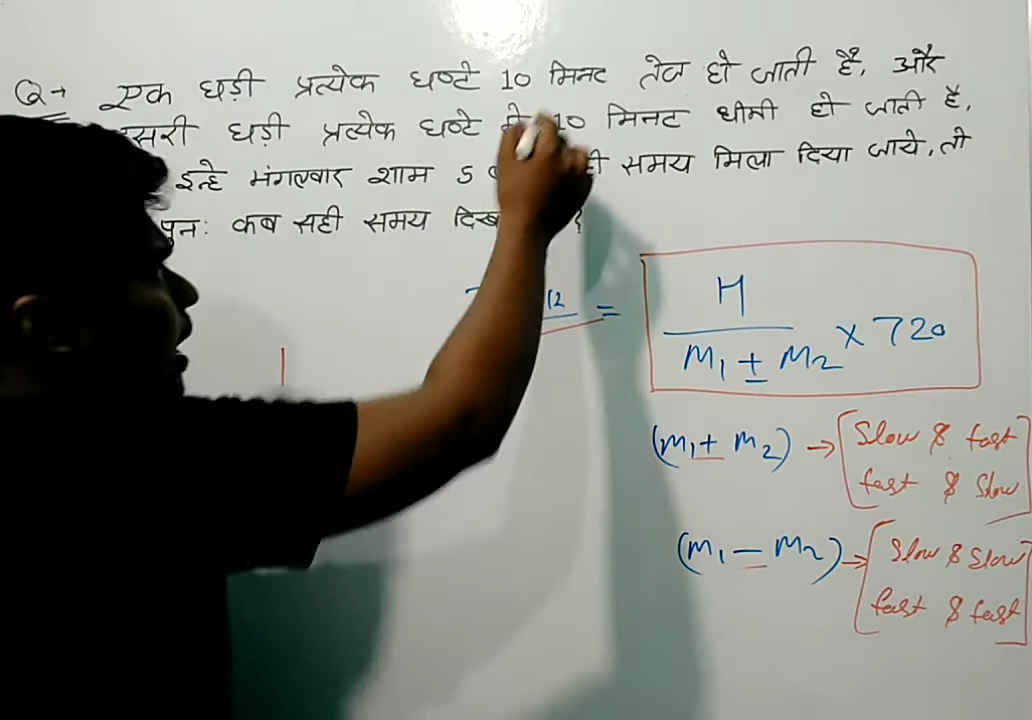 Q→ एक घड़ी प्रत्येक घण्टे 10 मिनट तेज हो जाती है, और
सरी घड़ी प्रत्येक घण्टे 10 मिनट धीमी हो जाती है,
इन्हे मंगलवार शाम 5 समय मिला दिया जाये, तो
पुनः कब सही समय ?
12 =
H
M₁ ± M₂ × 720
(M₁ + M₂) → [Slow & fast]
fast & Slow
(M₁ - M₂) → [Slow & Slow]
fast & fast